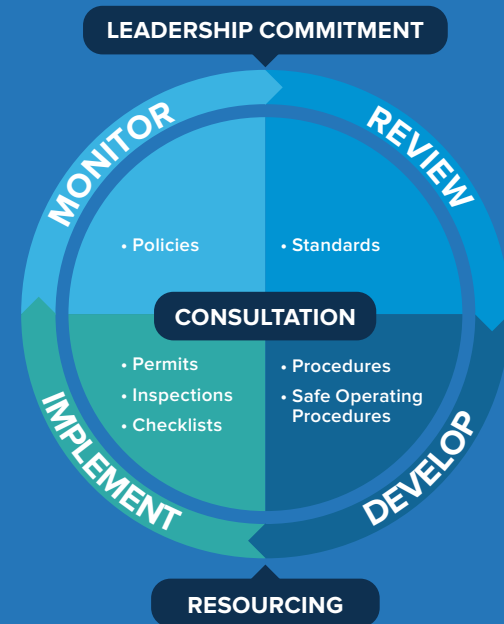 LEADERSHIP COMMITMENT
MONITOR
REVIEW
• Policies
• Standards
CONSULTATION
• Permits
• Inspections
• Checklists
• Procedures
• Safe Operating
Procedures
IMPLEMENT
DEVELOP
RESOURCING